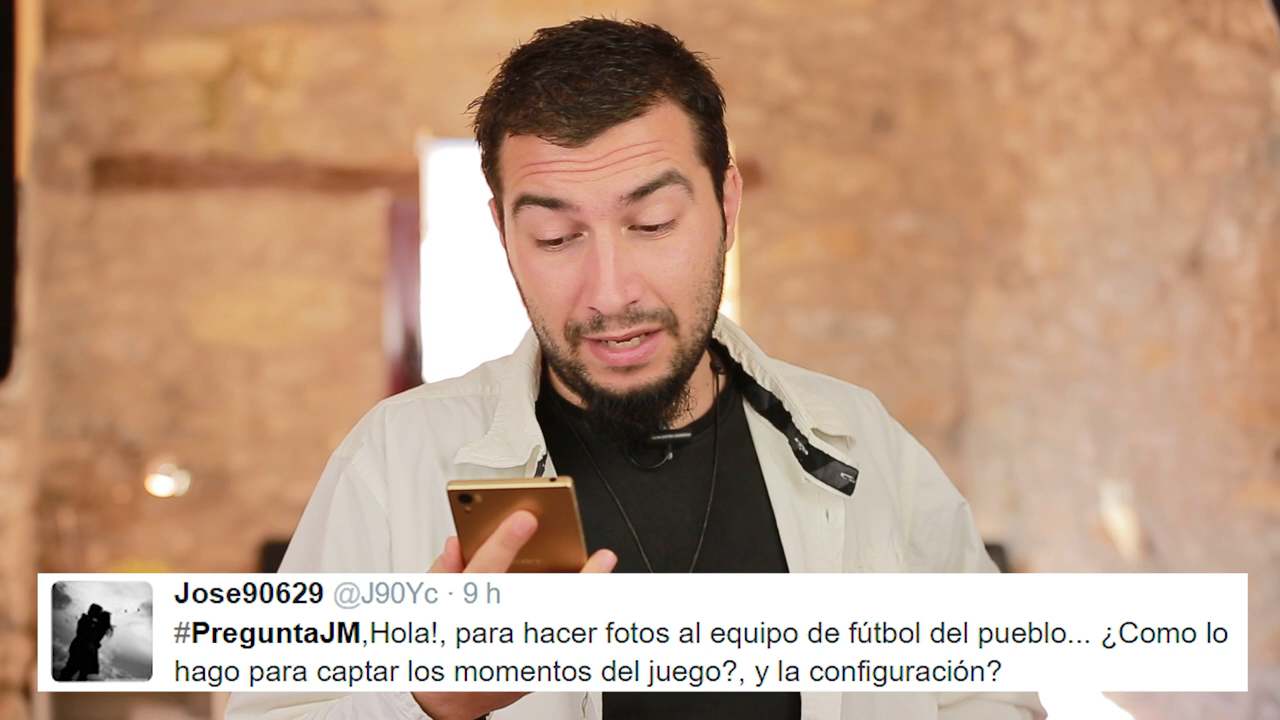 Jose90629 @J90Yc · 9 h
#PreguntaJM,Hola!, para hacer fotos al equipo de fútbol del pueblo... ¿Como lo
hago para captar los momentos del juego?, y la configuración?